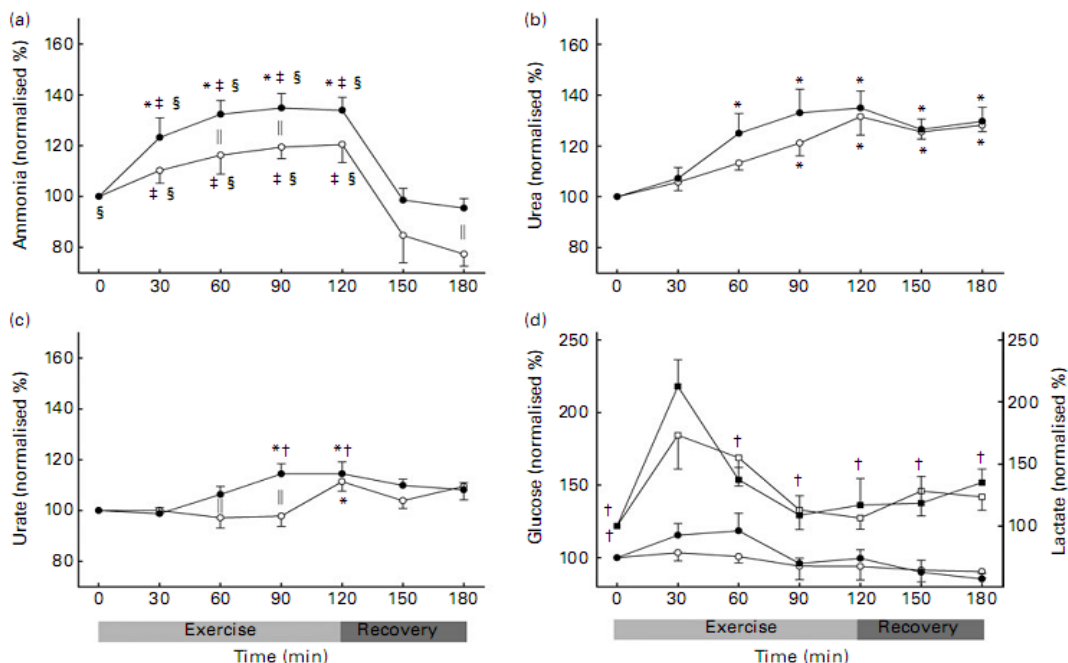 (a)
160
140
120
100
80
Ammonia (normalised %)
* ‡ § * ‡ § * ‡ § * ‡ §
|| ||
‡ § ‡ § ‡ § ‡ §
§
||
0 30 60 90 120 150 180
(b)
160
140
120
100
80
Urea (normalised %)
* * * * *
* * * *
0 30 60 90 120 150 180
(c)
160
140
120
100
80
Urate (normalised %)
*† *†
|| ||
*
0 30 60 90 120 150 180
Exercise Recovery
Time (min)
(d)
250
200
150
100
Glucose (normalised %)
† † † † †
†
†
250
200
150
100
Lactate (normalised %)
0 30 60 90 120 150 180
Exercise Recovery
Time (min)